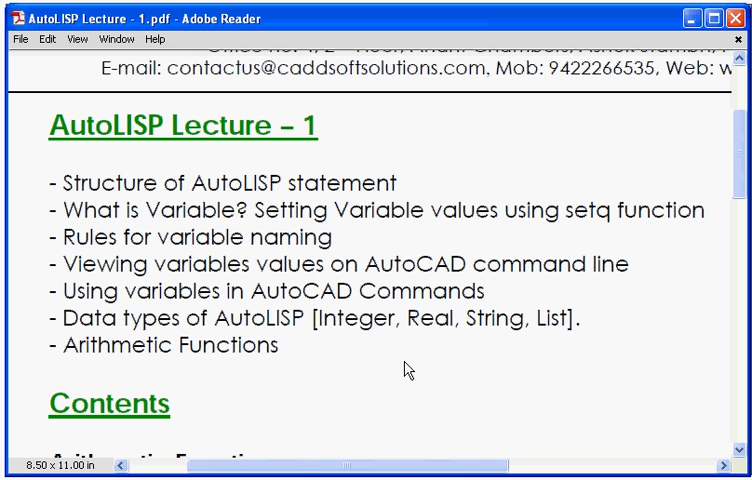 AutoLISP Lecture - 1.pdf - Adobe Reader
File Edit View Window Help
E-mail: contactus@caddsoftsolutions.com, Mob: 9422266535, Web: w
AutoLISP Lecture – 1
- Structure of AutoLISP statement
- What is Variable? Setting Variable values using setq function
- Rules for variable naming
- Viewing variables values on AutoCAD command line
- Using variables in AutoCAD Commands
- Data types of AutoLISP [Integer, Real, String, List].
- Arithmetic Functions
Contents
8.50 x 11.00 in